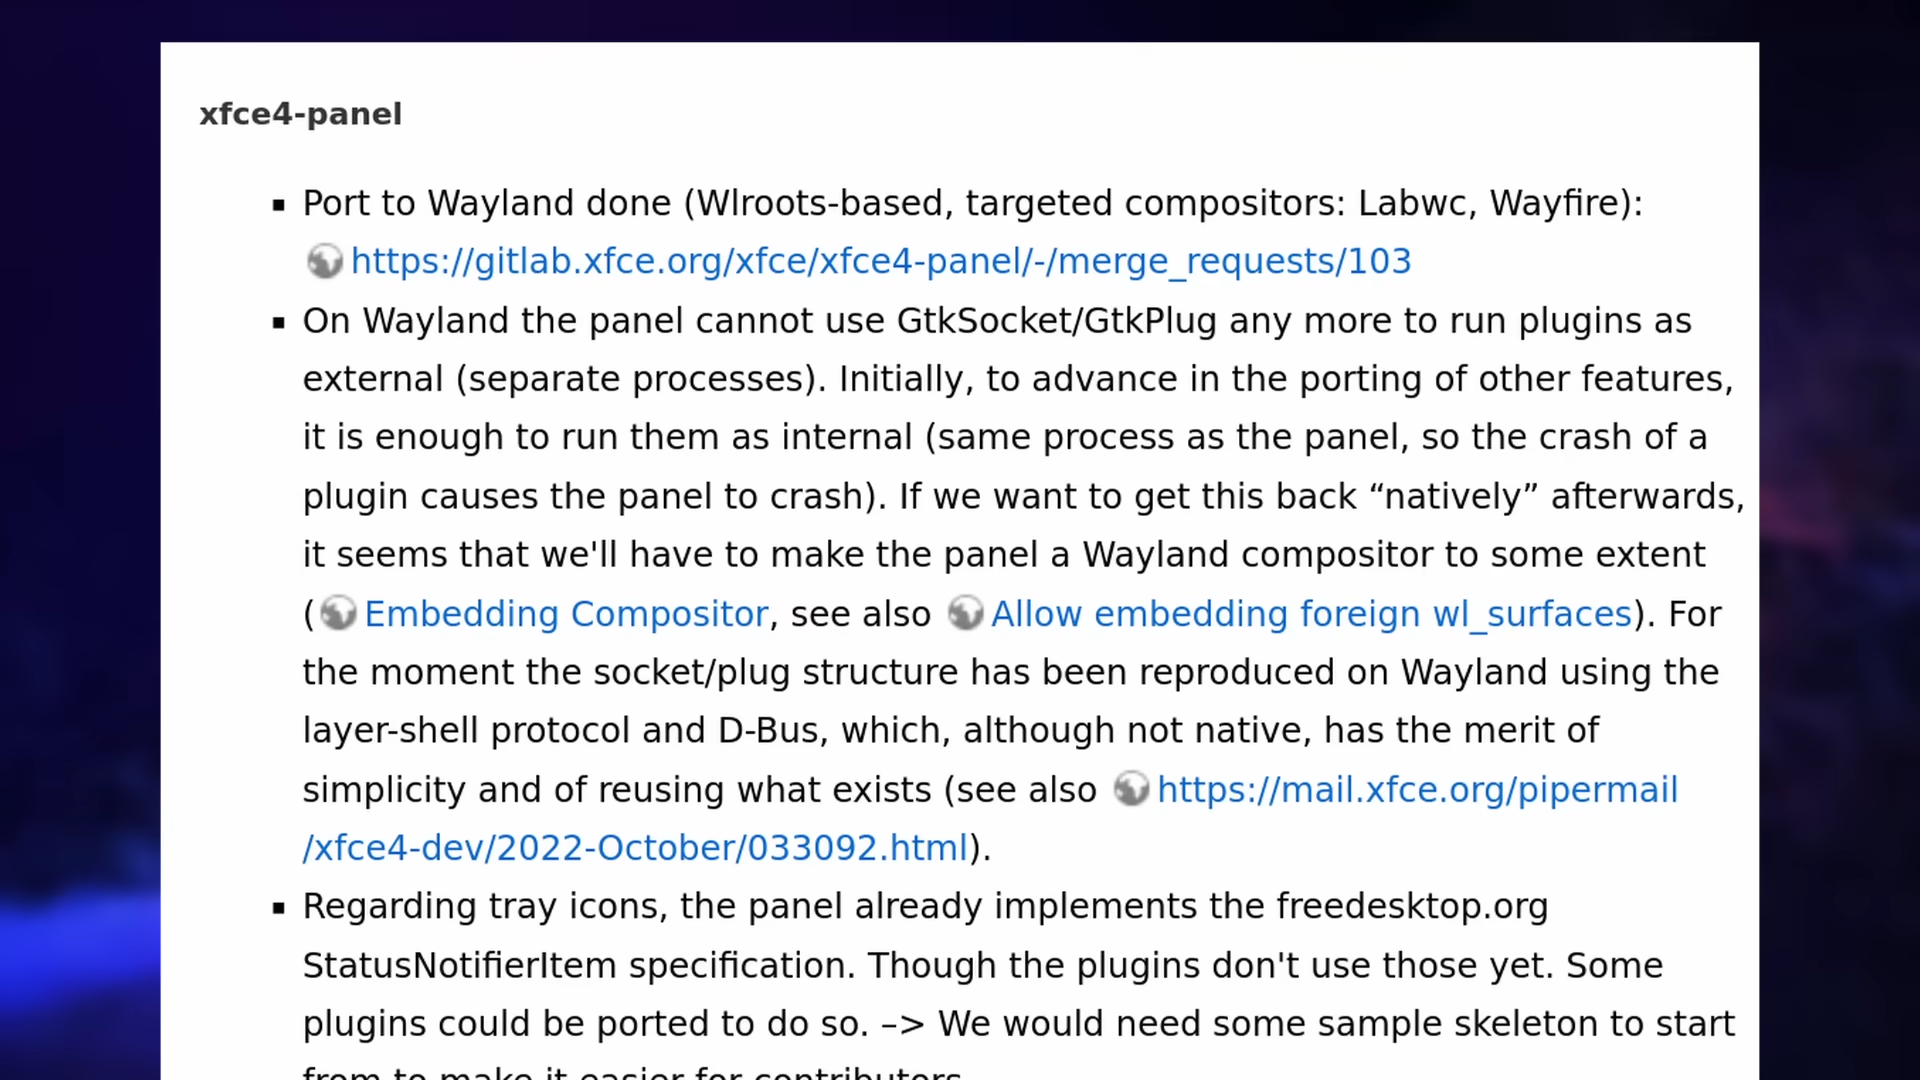 xfce4-panel
▪ Port to Wayland done (Wlroots-based, targeted compositors: Labwc, Wayfire):
https://gitlab.xfce.org/xfce/xfce4-panel/-/merge_requests/103
▪ On Wayland the panel cannot use GtkSocket/GtkPlug any more to run plugins as
external (separate processes). Initially, to advance in the porting of other features,
it is enough to run them as internal (same process as the panel, so the crash of a
plugin causes the panel to crash). If we want to get this back “natively” afterwards,
it seems that we'll have to make the panel a Wayland compositor to some extent
(Embedding Compositor, see also Allow embedding foreign wl_surfaces). For
the moment the socket/plug structure has been reproduced on Wayland using the
layer-shell protocol and D-Bus, which, although not native, has the merit of
simplicity and of reusing what exists (see also https://mail.xfce.org/pipermail
/xfce4-dev/2022-October/033092.html).
▪ Regarding tray icons, the panel already implements the freedesktop.org
StatusNotifierItem specification. Though the plugins don't use those yet. Some
plugins could be ported to do so. –> We would need some sample skeleton to start
from to make it easier for contributors